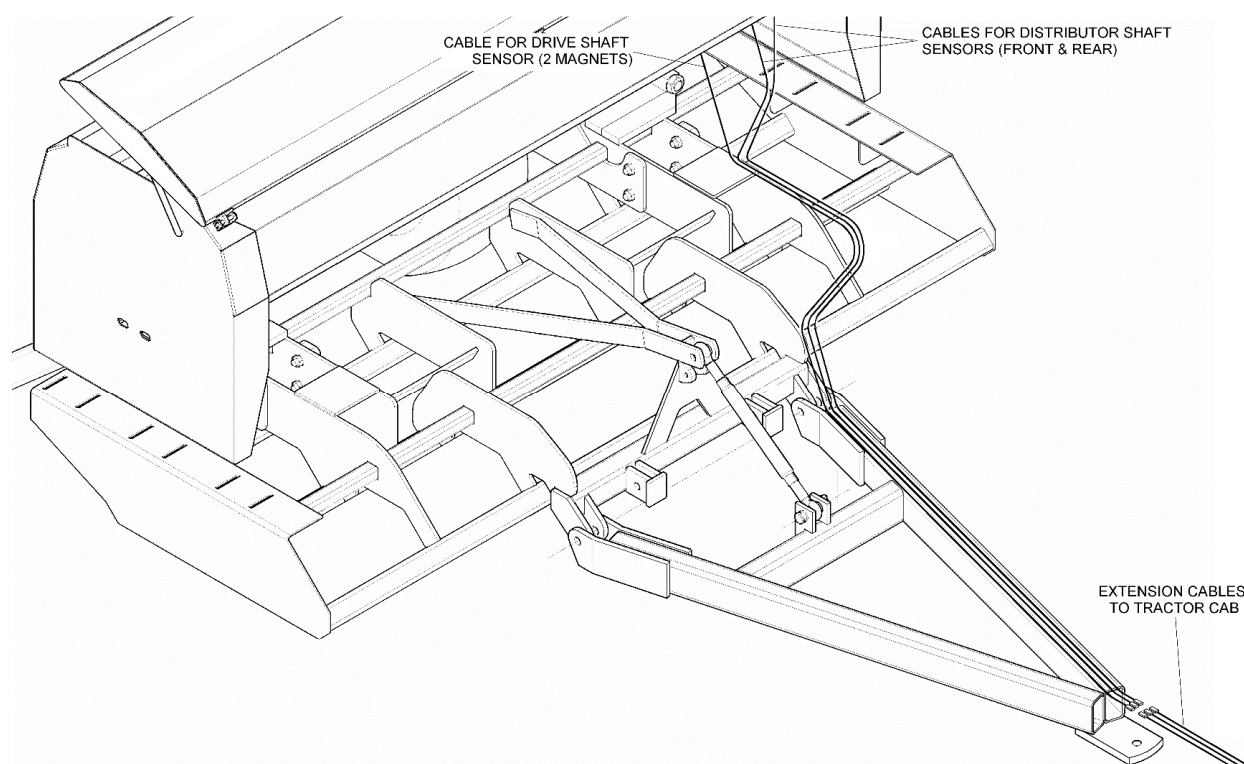 CABLE FOR DRIVE SHAFT
SENSOR (2 MAGNETS)
CABLES FOR DISTRIBUTOR SHAFT
SENSORS (FRONT & REAR)
EXTENSION CABLES
TO TRACTOR CAB